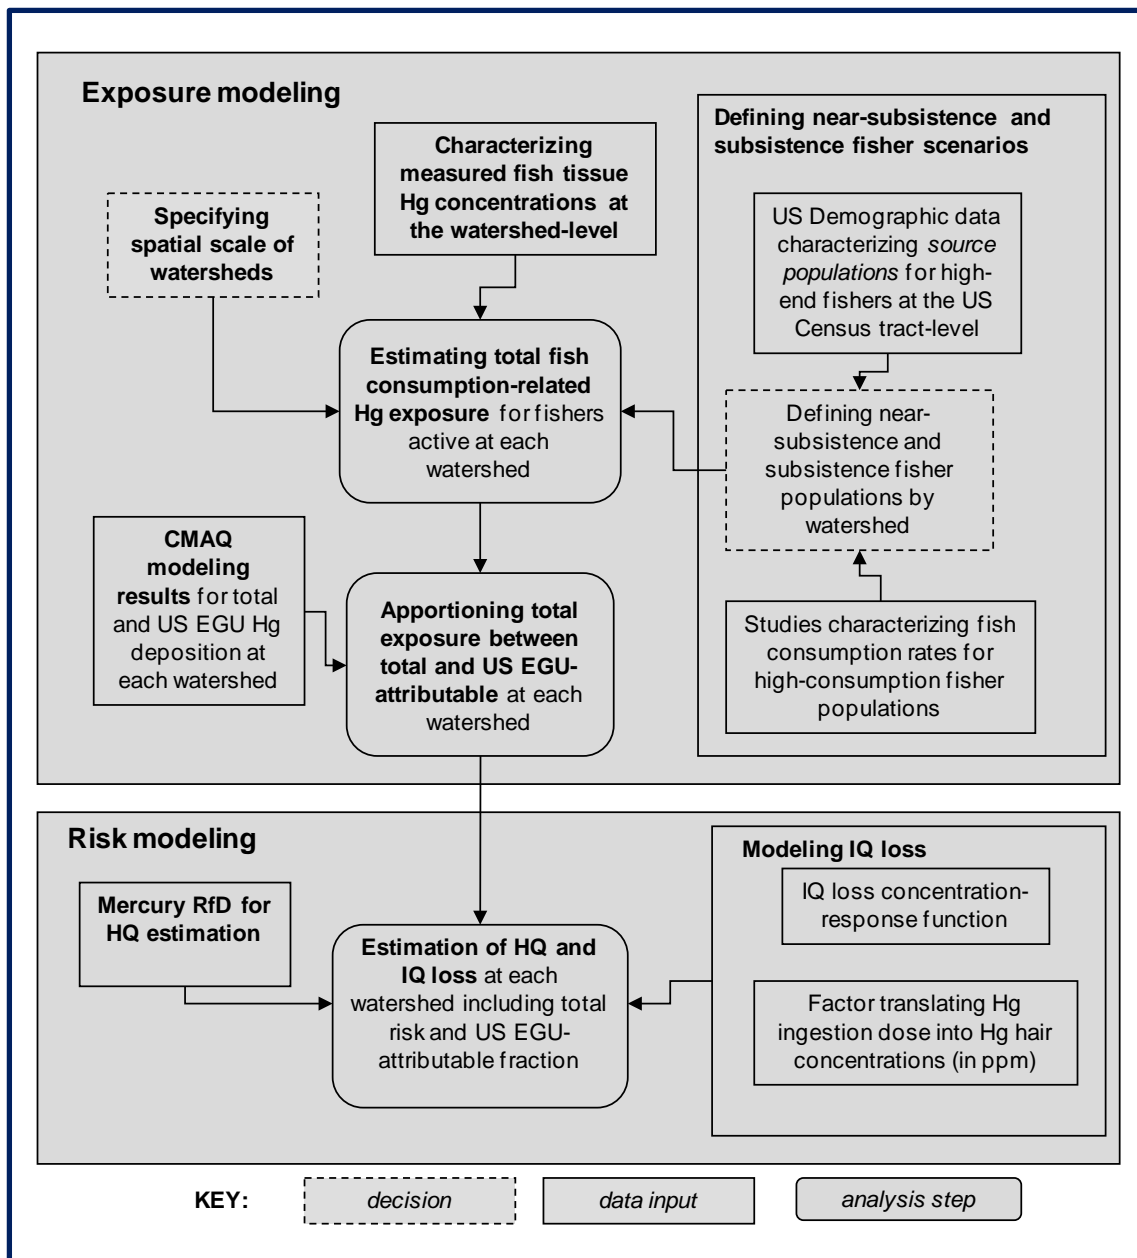 Exposure modeling
Characterizing
measured fish tissue
Hg concentrations at
the watershed-level
Specifying
spatial scale of
watersheds
Defining near-subsistence and
subsistence fisher scenarios
US Demographic data
characterizing source
populations for high-
end fishers at the US
Census tract-level
Estimating total fish
consumption-related
Hg exposure for fishers
active at each
watershed
Defining near-
subsistence and
subsistence fisher
populations by
watershed
CMAQ
modeling
results for total
and US EGU Hg
deposition at
each watershed
Apportioning total
exposure between
total and US EGU-
attributable at each
watershed
Studies characterizing fish
consumption rates for
high-consumption fisher
populations
Risk modeling
Mercury RfD for
HQ estimation
Estimation of HQ and
IQ loss at each
watershed including total
risk and US EGU-
attributable fraction
Modeling IQ loss
IQ loss concentration-
response function
Factor translating Hg
ingestion dose into Hg hair
concentrations (in ppm)
KEY:
decision
data input
analysis step